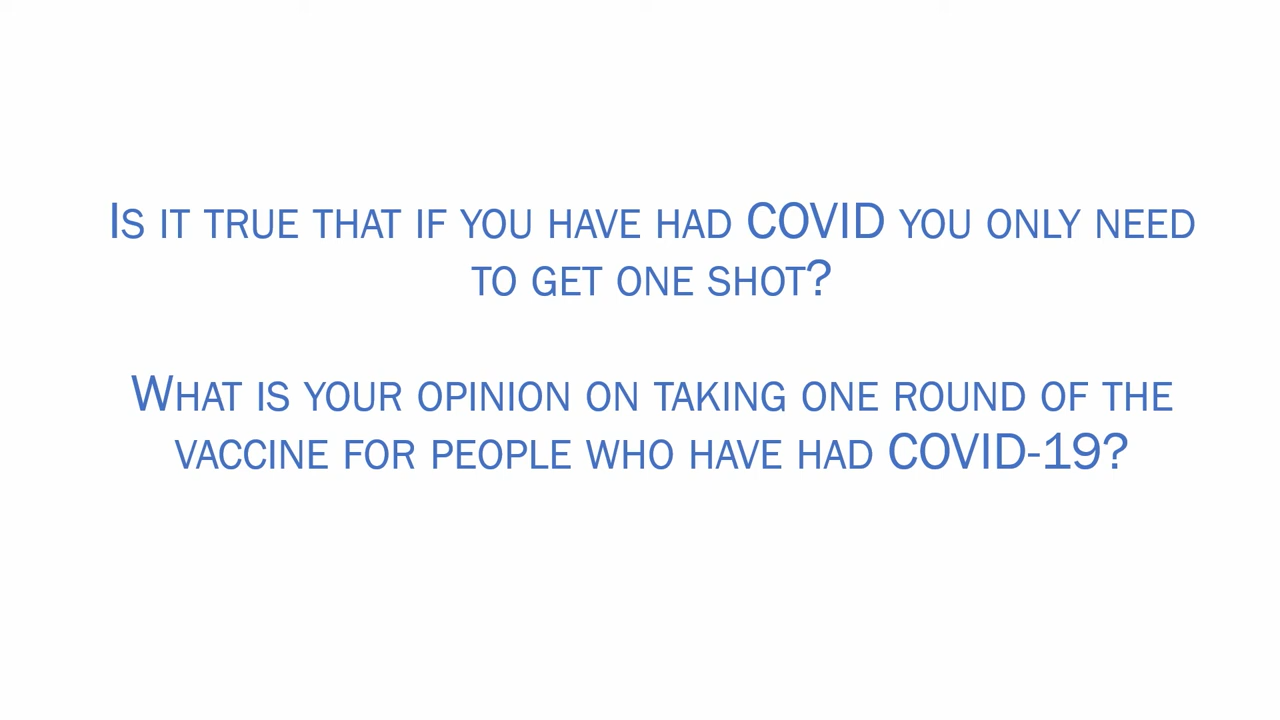 Is it true that if you have had COVID you only need
to get one shot?
What is your opinion on taking one round of the
vaccine for people who have had COVID-19?